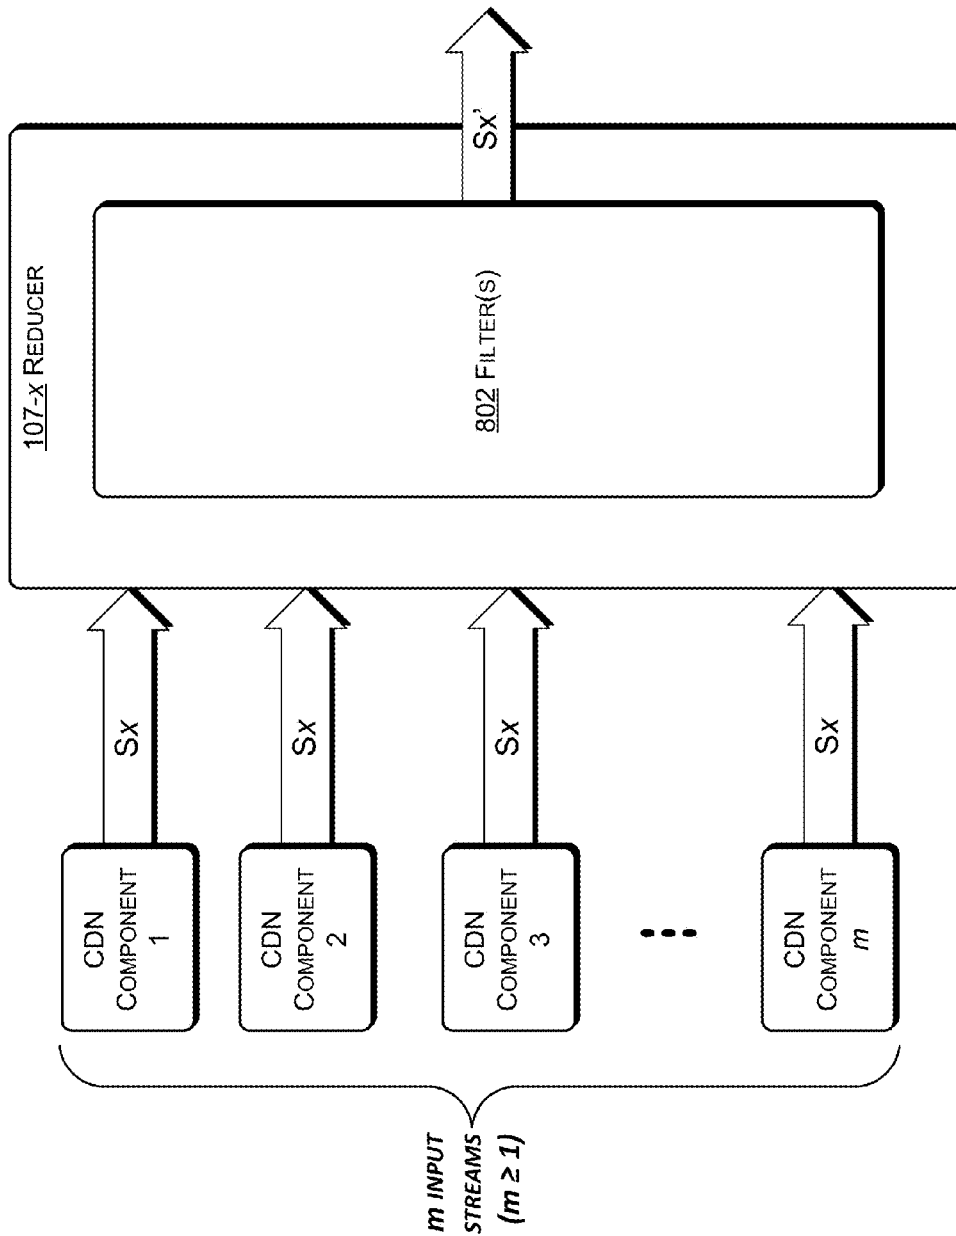 m INPUT
STREAMS
(m ≥ 1)
CDN
COMPONENT
1
Sx
CDN
COMPONENT
2
Sx
CDN
COMPONENT
3
Sx
CDN
COMPONENT
m
Sx
107-x REDUCER
802 FILTER(S)
Sx'